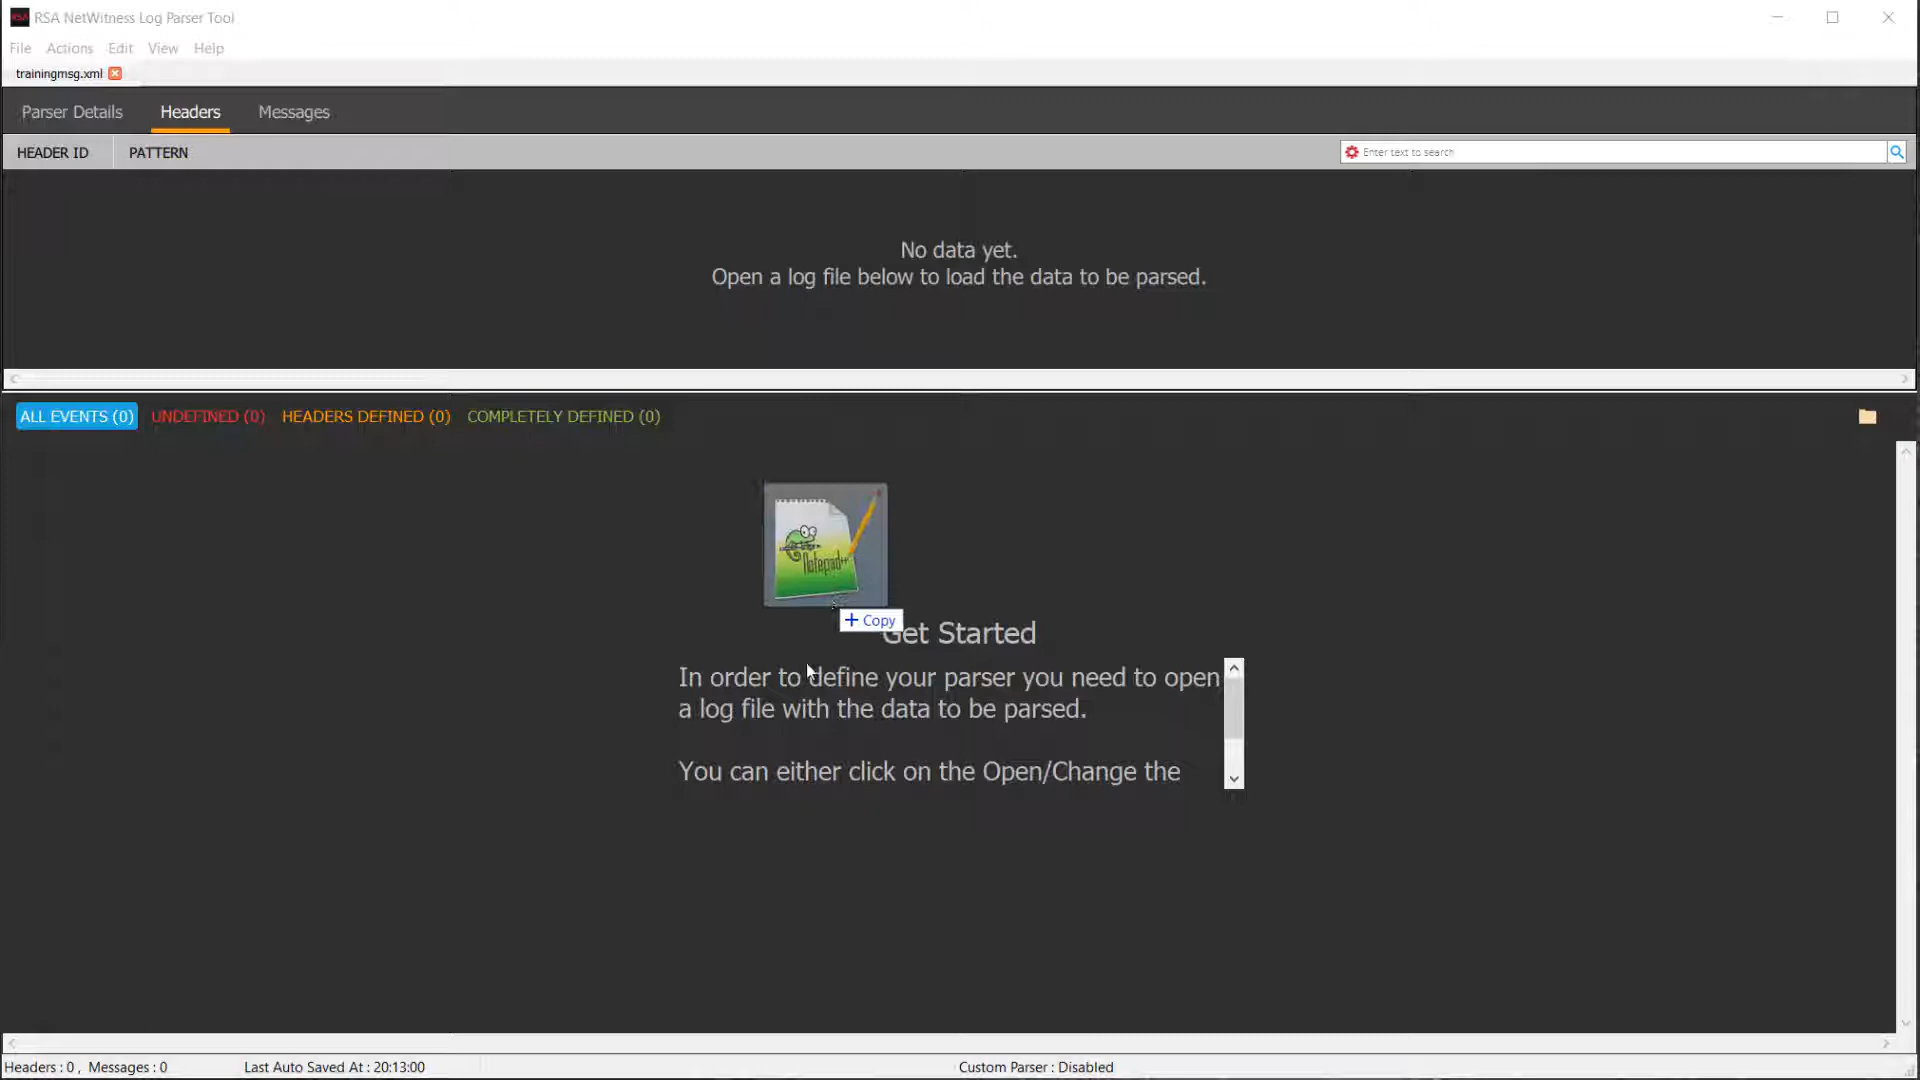 RSA RSA NetWitness Log Parser Tool
File Actions Edit View Help
trainingmsg.xml
Parser Details Headers Messages
HEADER ID PATTERN Enter text to search
No data yet.
Open a log file below to load the data to be parsed.
ALL EVENTS (0) UNDEFINED (0) HEADERS DEFINED (0) COMPLETELY DEFINED (0)
Notepad++
+ Copy
Get Started
In order to define your parser you need to open
a log file with the data to be parsed.
You can either click on the Open/Change the
Headers : 0 , Messages : 0 Last Auto Saved At : 20:13:00 Custom Parser : Disabled